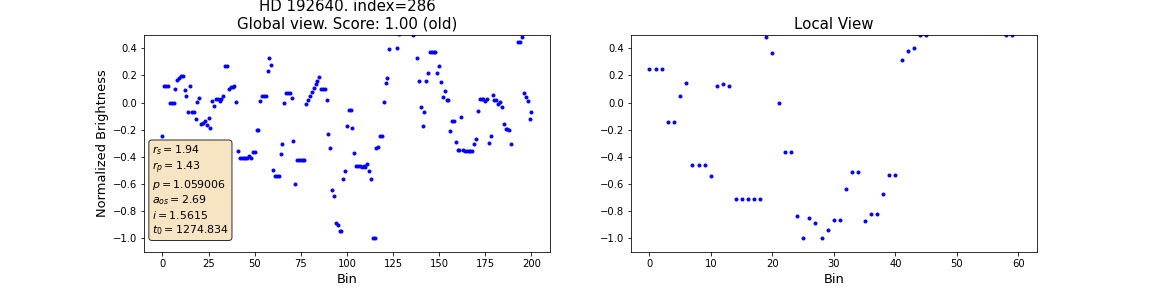 HD 192640. index=286
Global view. Score: 1.00 (old)
Local View
Normalized Brightness
0.4
0.2
0.0
−0.2
−0.4
−0.6
−0.8
−1.0
r_s = 1.94
r_p = 1.43
p = 1.059006
a_os = 2.69
i = 1.5615
t_0 = 1274.834
0 25 50 75 100 125 150 175 200
Bin
0.4
0.2
0.0
−0.2
−0.4
−0.6
−0.8
−1.0
0 10 20 30 40 50 60
Bin